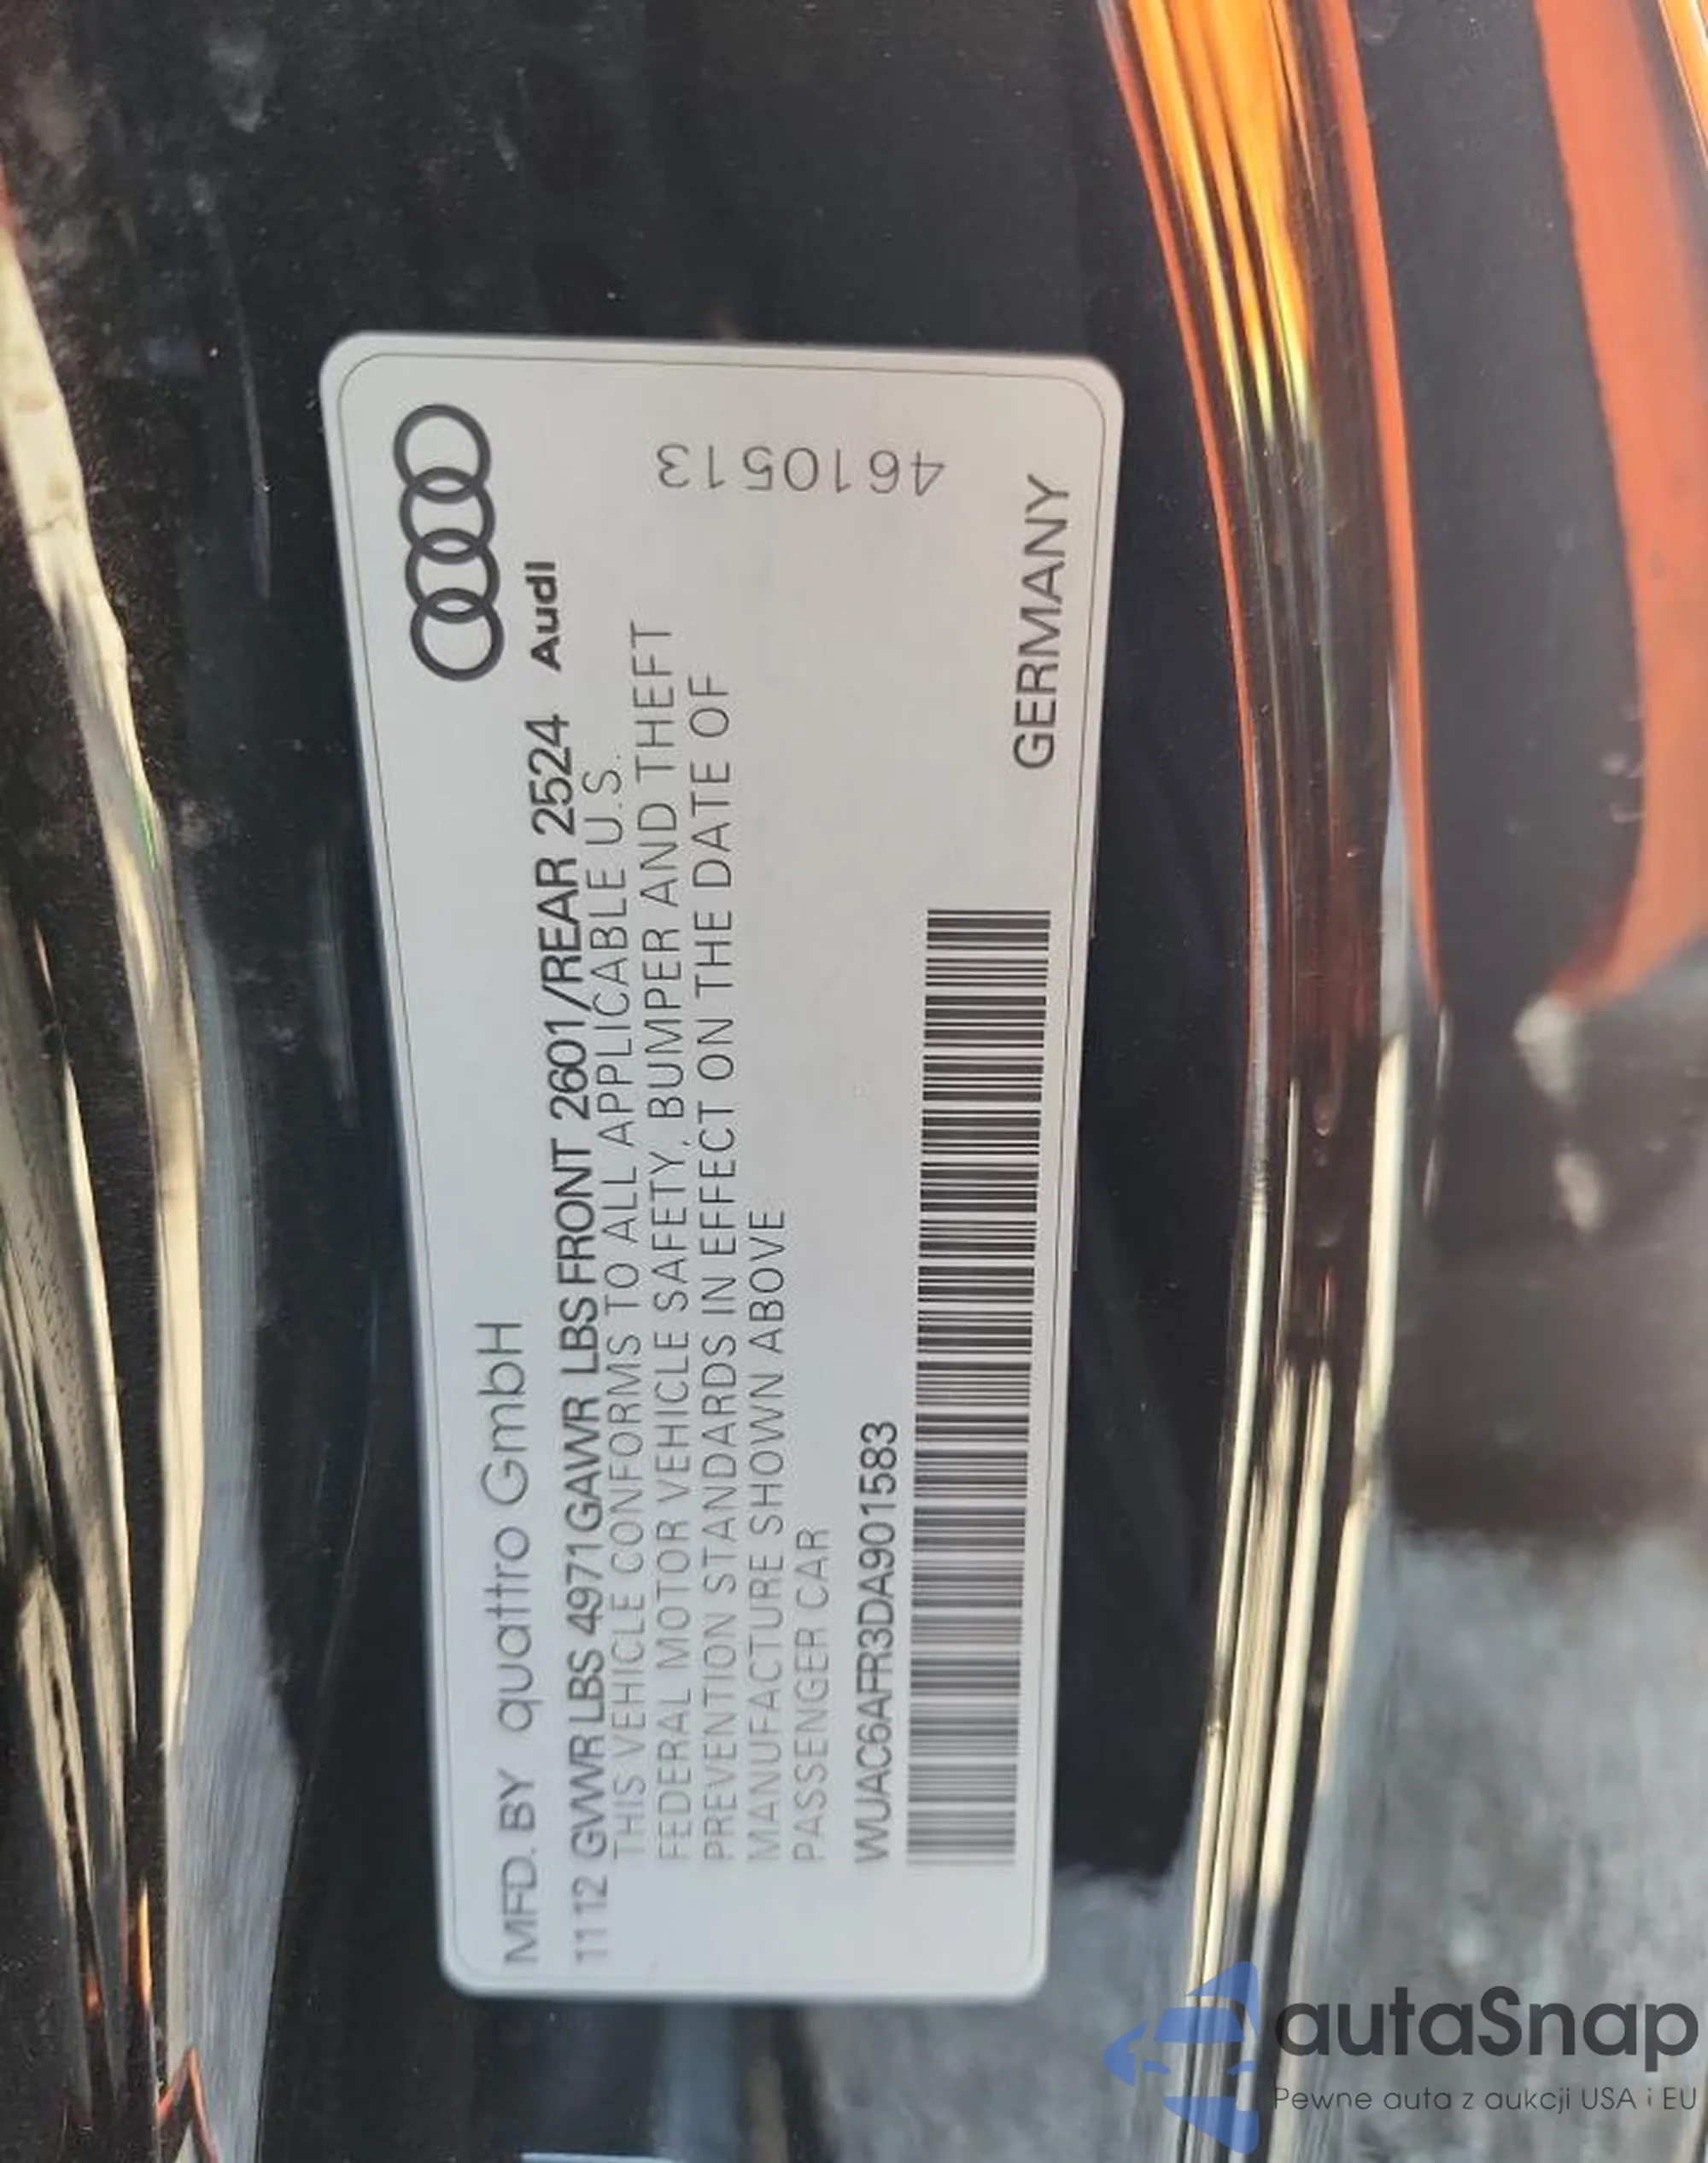 MFD. BY quattro GmbH
11 12 GVWR LBS 4971 GAWR LBS FRONT 2601/REAR 2524
Audi
THIS VEHICLE CONFORMS TO ALL APPLICABLE U.S.
FEDERAL MOTOR VEHICLE SAFETY, BUMPER AND THEFT
PREVENTION STANDARDS IN EFFECT ON THE DATE OF
MANUFACTURE SHOWN ABOVE
PASSENGER CAR
4610513
WUAC6AFR3DA901583
GERMANY
autaSnap
Pewne auta z aukcji USA i EU